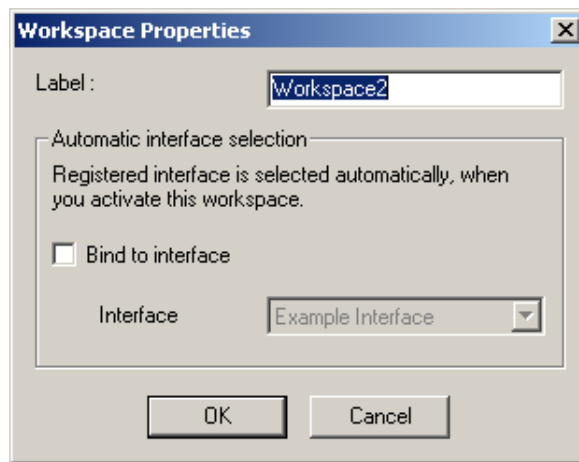 Workspace Properties
Label :
Workspace2
Automatic interface selection
Registered interface is selected automatically, when
you activate this workspace.
Bind to interface
Interface
Example Interface
OK
Cancel